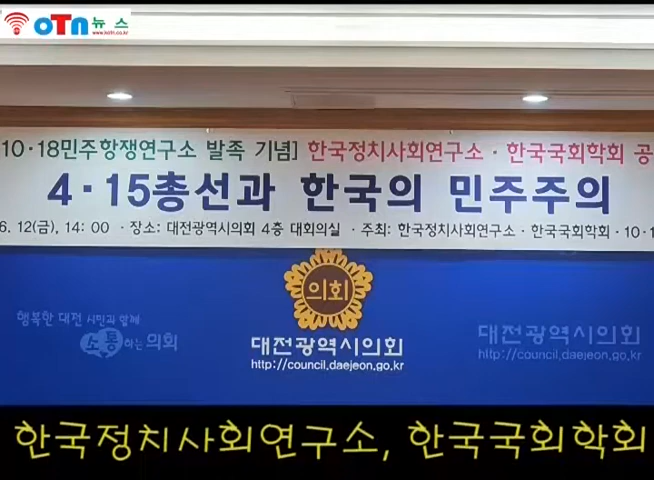 OTN뉴스
www.kotn.co.kr
10·18민주항쟁연구소 발족 기념] 한국정치사회연구소 · 한국국회학회 공
4·15총선과 한국의 민주주의
6. 12(금), 14: 00 · 장소: 대전광역시의회 4층 대회의실 · 주최: 한국정치사회연구소 · 한국국회학회 · 10·1
의회
행복한 대전 시민과 함께
소통하는 의회
대전광역시의회
http://council.daejeon.go.kr
대전광역시의회
http://council.daejeon.go.kr
한국정치사회연구소, 한국국회학회